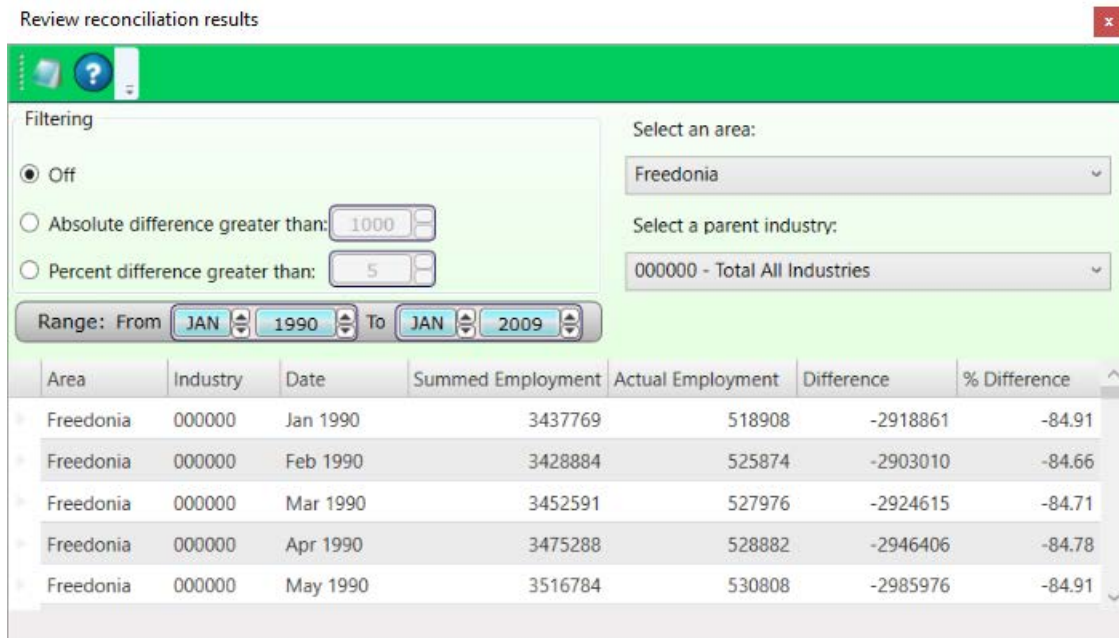 Review reconciliation results
x
?
Filtering
Off
Absolute difference greater than: 1000
Percent difference greater than: 5
Select an area:
Freedonia
Select a parent industry:
000000 - Total All Industries
Range: From JAN 1990 To JAN 2009
Area Industry Date Summed Employment Actual Employment Difference % Difference
Freedonia 000000 Jan 1990 3437769 518908 -2918861 -84.91
Freedonia 000000 Feb 1990 3428884 525874 -2903010 -84.66
Freedonia 000000 Mar 1990 3452591 527976 -2924615 -84.71
Freedonia 000000 Apr 1990 3475288 528882 -2946406 -84.78
Freedonia 000000 May 1990 3516784 530808 -2985976 -84.91